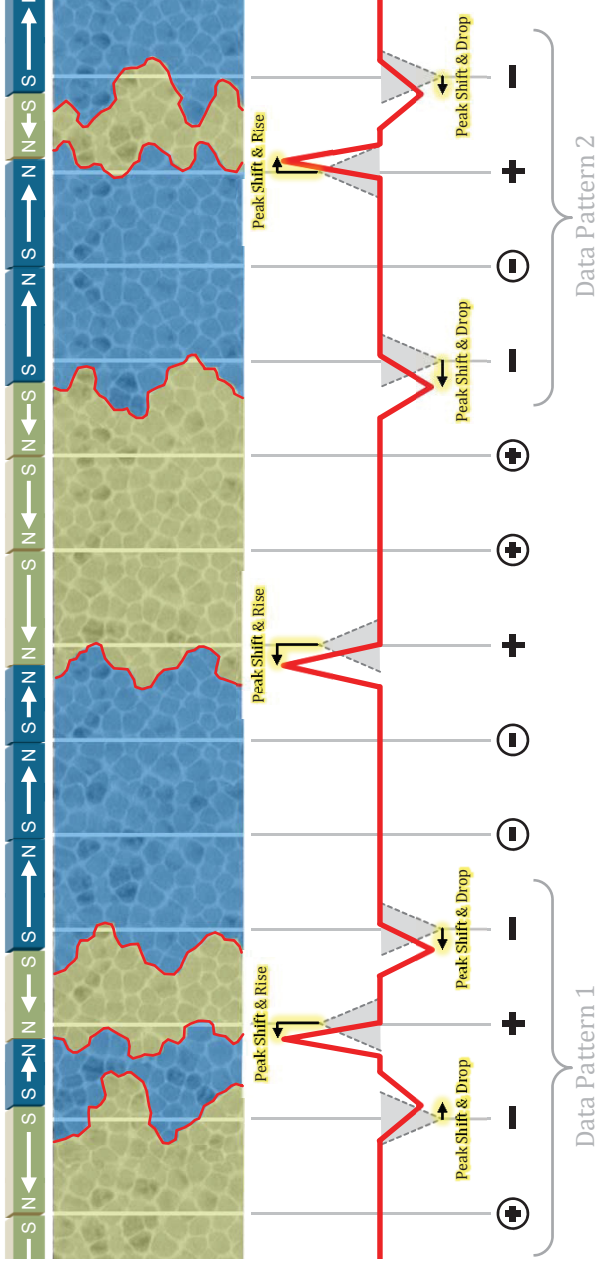 S N S S N N S S N S N S N N S N S N S S N S N N S S
Peak Shift & Rise
Peak Shift & Rise
Peak Shift & Rise
Peak Shift & Drop
Peak Shift & Drop
Peak Shift & Drop
Peak Shift & Drop
⊕ − + − ⊖ ⊖ + ⊕ ⊕ − ⊖ + −
Data Pattern 1
Data Pattern 2